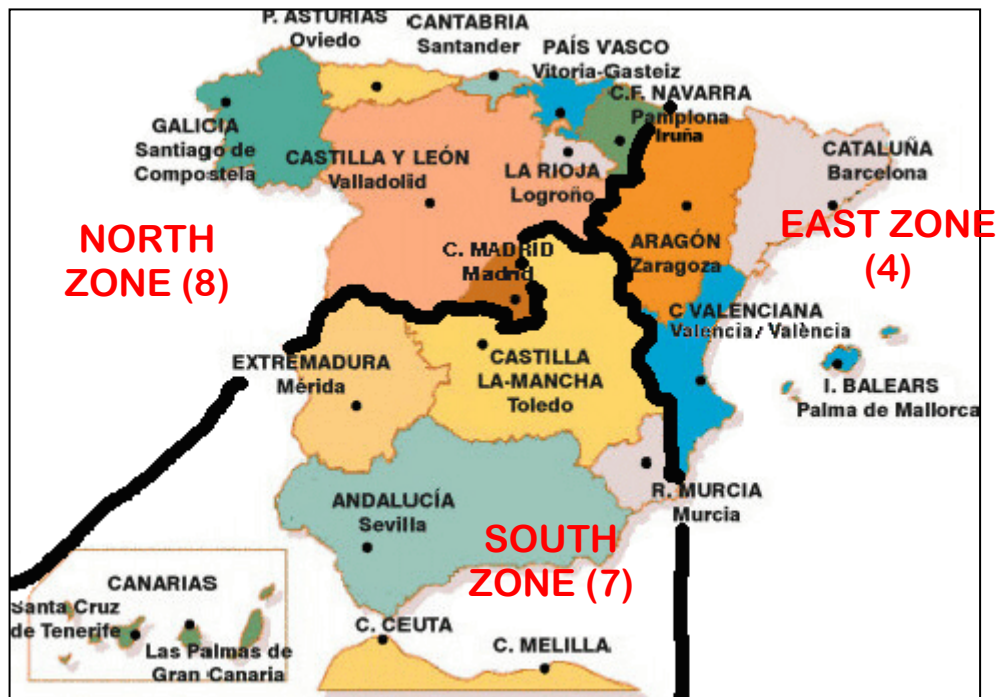 P. ASTURIAS
Oviedo
CANTABRIA
Santander
PAÍS VASCO
Vitoria-Gasteiz
C.F. NAVARRA
Pamplona
Iruña
GALICIA
Santiago de
Compostela
CASTILLA Y LEÓN
Valladolid
LA RIOJA
Logroño
CATALUÑA
Barcelona
NORTH
ZONE (8)
EAST ZONE
(4)
C. MADRID
Madrid
ARAGÓN
Zaragoza
C VALENCIANA
Valencia/València
EXTREMADURA
Mérida
CASTILLA
LA-MANCHA
Toledo
I. BALEARS
Palma de Mallorca
R. MURCIA
Murcia
ANDALUCÍA
Sevilla
SOUTH
ZONE (7)
CANARIAS
Santa Cruz
de Tenerife
Las Palmas de
Gran Canaria
C. CEUTA
C. MELILLA